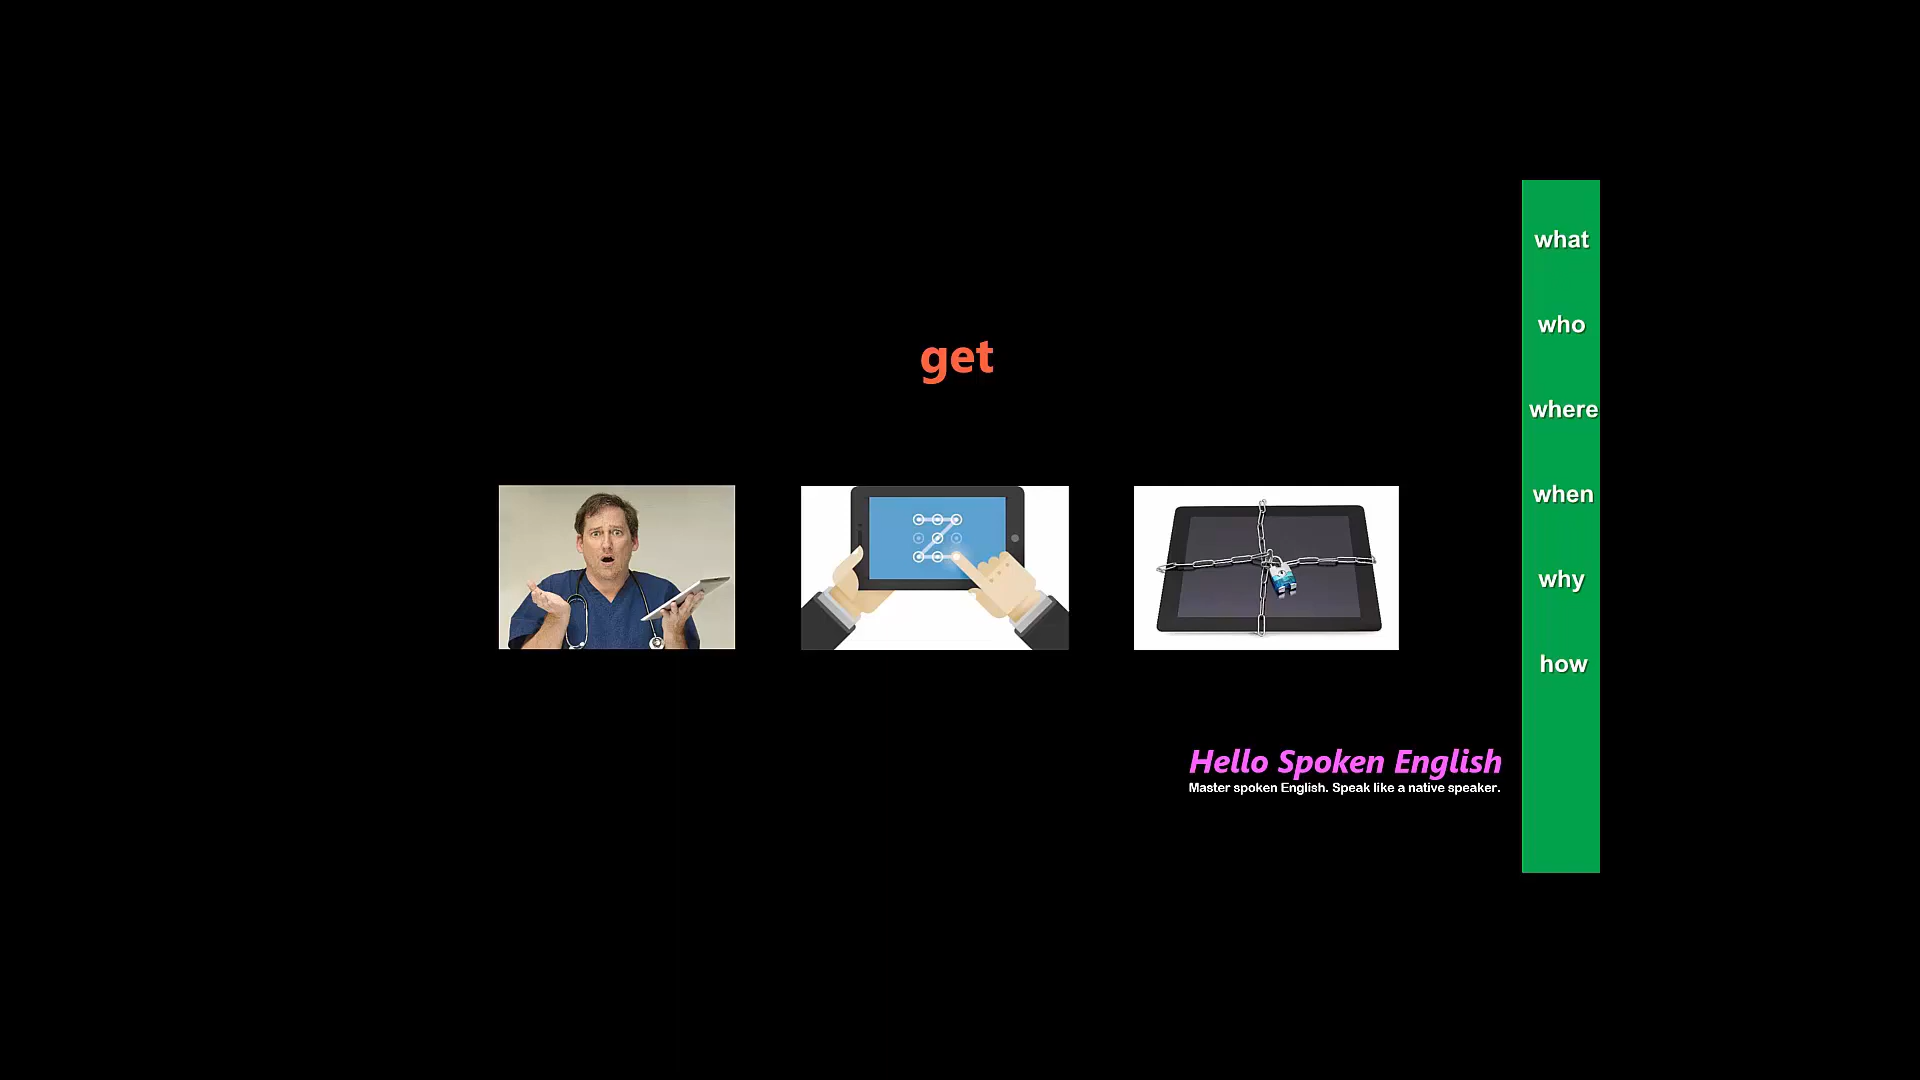 get
what
who
where
when
why
how
Hello Spoken English
Master spoken English. Speak like a native speaker.